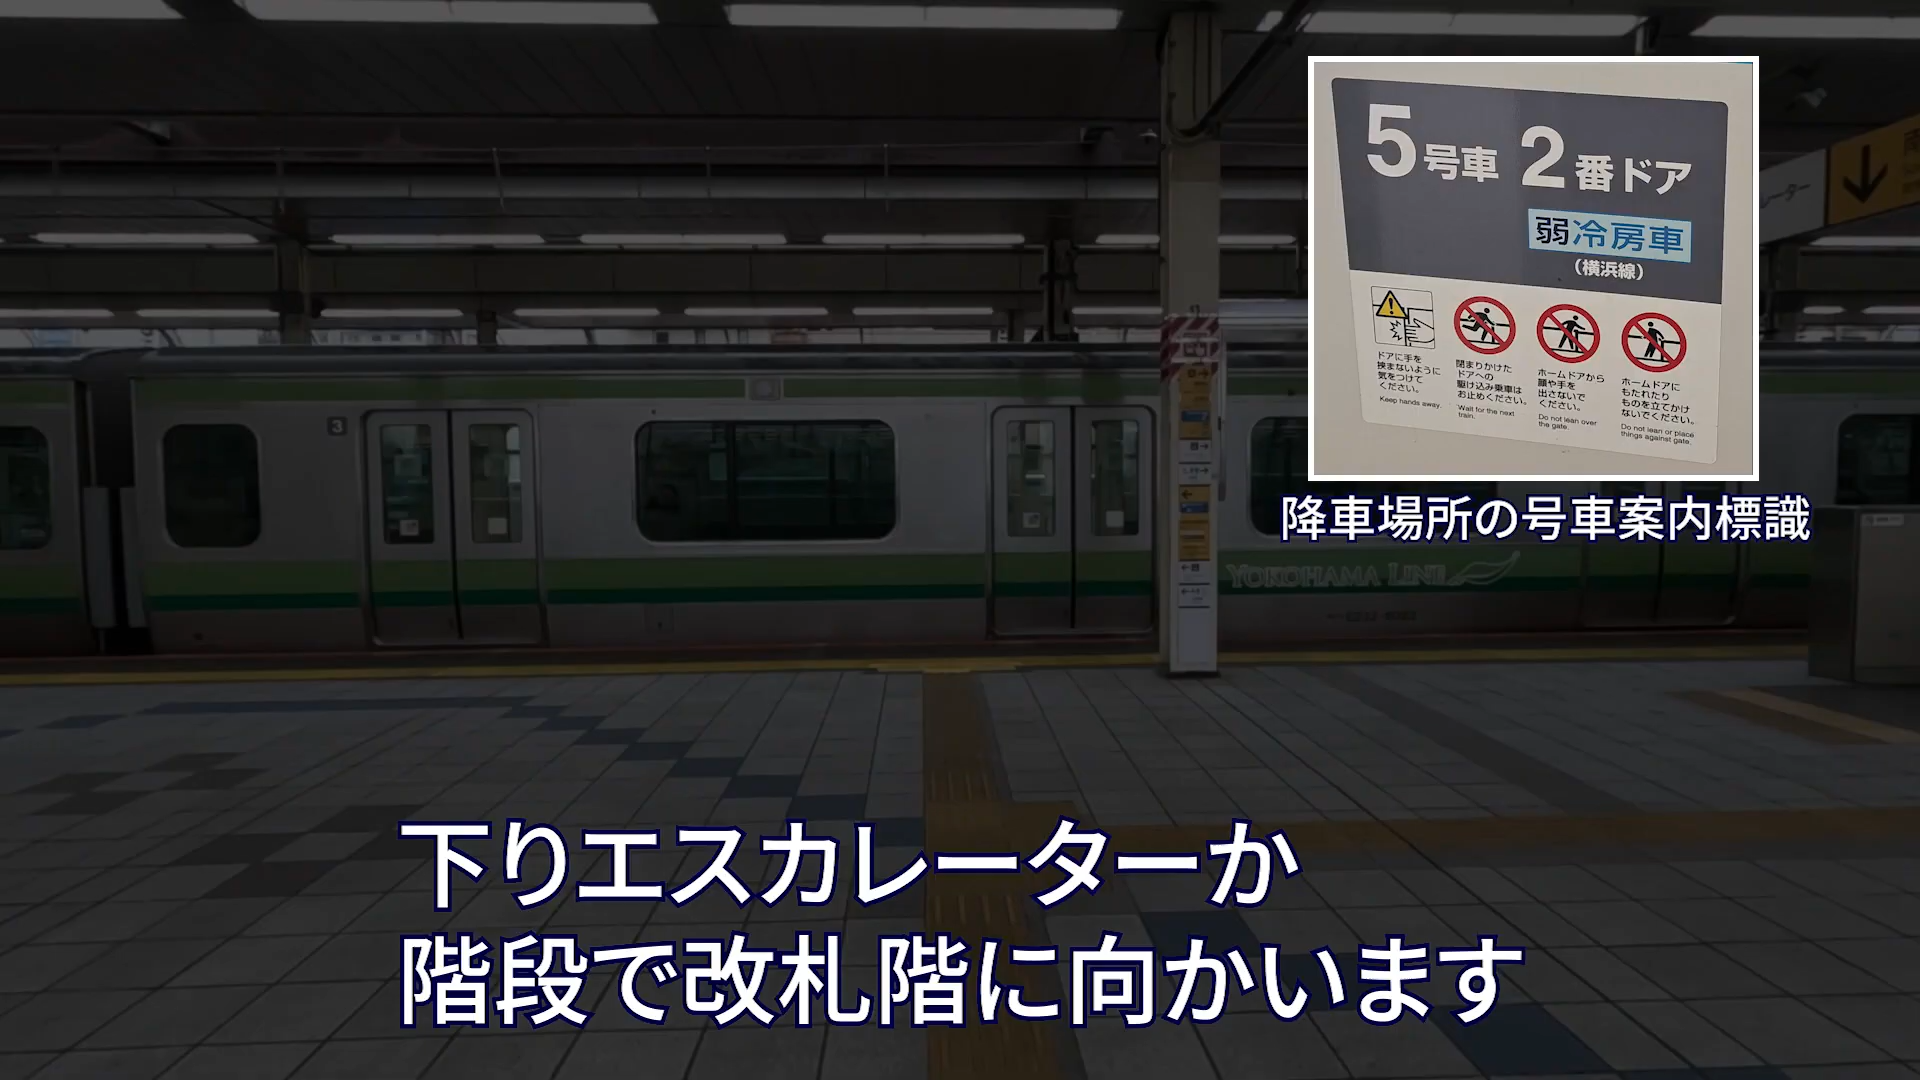 5号車 2番ドア
弱冷房車
(横浜線)
ドアに手を
挟まないように
気をつけて
ください。
Keep hands away.
閉まりかけた
ドアへの
駆け込み乗車は
お止めください。
Wait for the next
train.
ホームドアから
顔や手を
出さないで
ください。
Do not lean over
the gate.
ホームドアに
もたれたり
ものを立てかけ
ないでください。
Do not lean or place
things against gate.
降車場所の号車案内標識
3
YOKOHAMA LINE
下りエスカレーターか
階段で改札階に向かいます